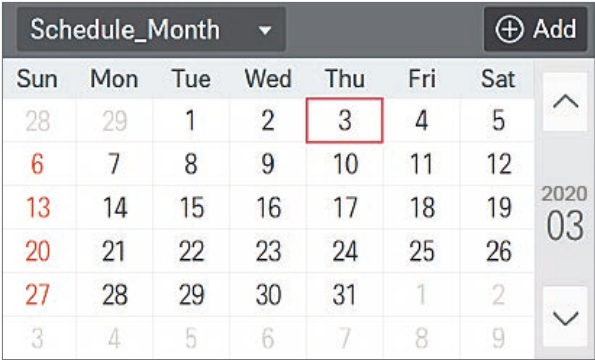 Schedule_Month
Add
Sun Mon Tue Wed Thu Fri Sat
28 29 1 2 3 4 5
6 7 8 9 10 11 12
13 14 15 16 17 18 19
2020
03
20 21 22 23 24 25 26
27 28 29 30 31 1 2
3 4 5 6 7 8 9